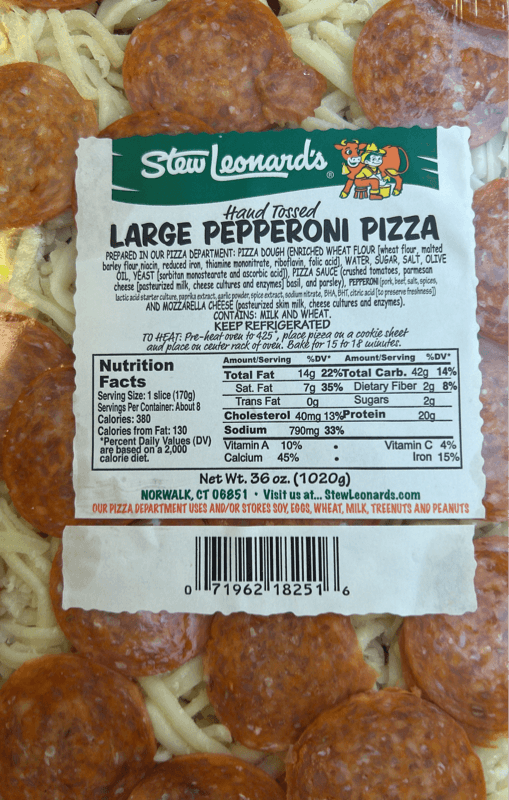 Stew Leonard's®
Hand Tossed
LARGE PEPPERONI PIZZA
PREPARED IN OUR PIZZA DEPARTMENT: PIZZA DOUGH (ENRICHED WHEAT FLOUR [wheat flour, malted
barley flour, niacin, reduced iron, thiamine mononitrate, riboflavin, folic acid], WATER, SUGAR, SALT, OLIVE
OIL, YEAST [sorbitan monostearate and ascorbic acid]), PIZZA SAUCE (crushed tomatoes, parmesan
cheese [pasteurized milk, cheese cultures and enzymes] basil, and parsley), PEPPERONI (pork, beef, salt, spices,
lactic acid starter culture, paprika extract, garlic powder, spice extract, sodium nitrate, BHA, BHT, citric acid [to preserve freshness])
AND MOZZARELLA CHEESE (pasteurized skim milk, cheese cultures and enzymes).
CONTAINS: MILK AND WHEAT.
KEEP REFRIGERATED
TO HEAT: Pre-heat oven to 425°, place pizza on a cookie sheet
and place on center rack of oven. Bake for 15 to 18 minutes.
Nutrition
Facts
Serving Size: 1 slice (170g)
Servings Per Container: About 8
Calories: 380
Calories from Fat: 130
*Percent Daily Values (DV)
are based on a 2,000
calorie diet.
Amount/Serving %DV* Amount/Serving %DV*
Total Fat 14g 22% Total Carb. 42g 14%
Sat. Fat 7g 35% Dietary Fiber 2g 8%
Trans Fat 0g Sugars 2g
Cholesterol 40mg 13% Protein 20g
Sodium 790mg 33%
Vitamin A 10% • Vitamin C 4%
Calcium 45% • Iron 15%
Net Wt. 36 oz. (1020g)
NORWALK, CT 06851 • Visit us at... StewLeonards.com
OUR PIZZA DEPARTMENT USES AND/OR STORES SOY, EGGS, WHEAT, MILK, TREENUTS AND PEANUTS
0 71962 18251 6